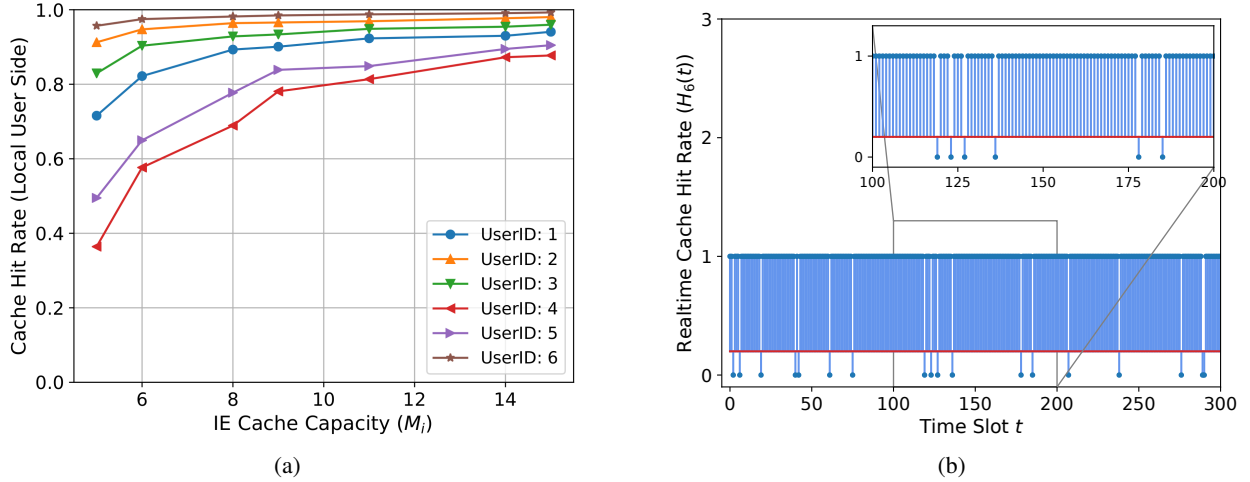 1.0
0.8
0.6
0.4
0.2
0.0
Cache Hit Rate (Local User Side)
6
8
10
12
14
IE Cache Capacity (M_i)
UserID: 1
UserID: 2
UserID: 3
UserID: 4
UserID: 5
UserID: 6
(a)
3
2
1
0
Realtime Cache Hit Rate (H_6(t))
1
0
100
125
150
175
200
0
50
100
150
200
250
300
Time Slot t
(b)